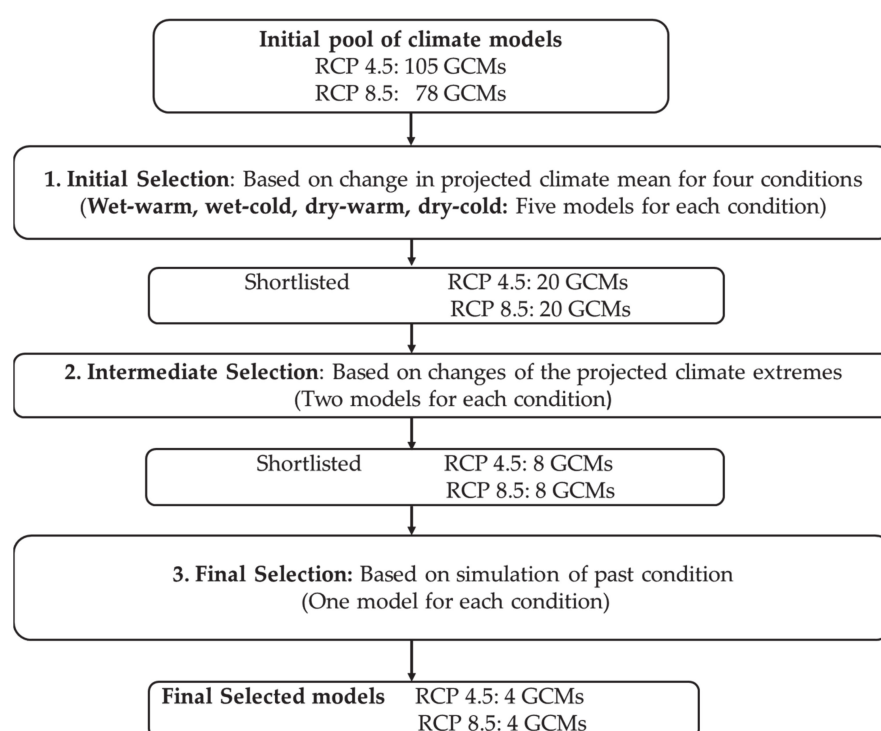 Initial pool of climate models
RCP 4.5: 105 GCMs
RCP 8.5: 78 GCMs
1. Initial Selection: Based on change in projected climate mean for four conditions
(Wet-warm, wet-cold, dry-warm, dry-cold: Five models for each condition)
Shortlisted RCP 4.5: 20 GCMs
RCP 8.5: 20 GCMs
2. Intermediate Selection: Based on changes of the projected climate extremes
(Two models for each condition)
Shortlisted RCP 4.5: 8 GCMs
RCP 8.5: 8 GCMs
3. Final Selection: Based on simulation of past condition
(One model for each condition)
Final Selected models RCP 4.5: 4 GCMs
RCP 8.5: 4 GCMs